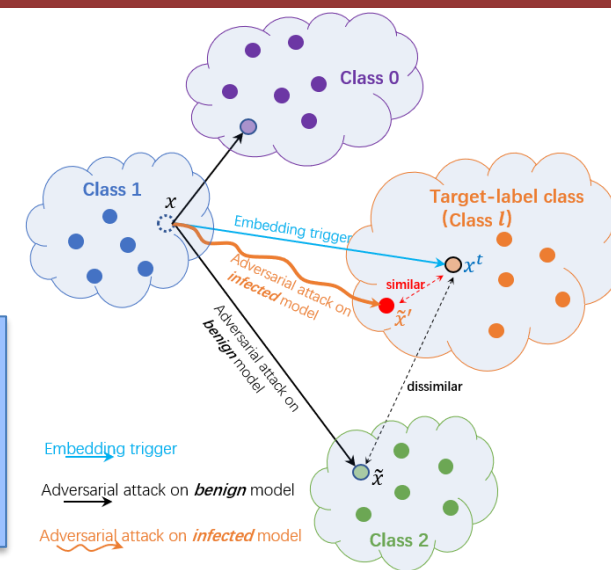 Class 0
Class 1
x
Target-label class
(Class l)
Embedding trigger
xᵗ
Adversarial attack on
infected model
similar
x̃′
Adversarial attack on
benign model
dissimilar
x̃
Embedding trigger
Adversarial attack on benign model
Adversarial attack on infected model
Class 2